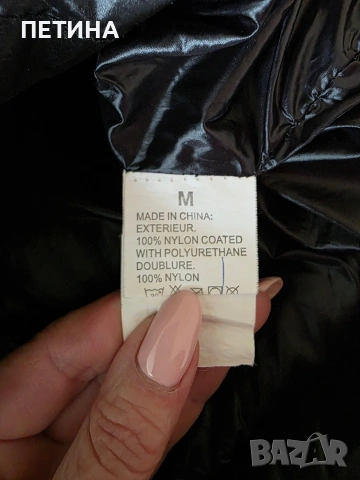 ПЕТИНА
M
MADE IN CHINA:
EXTERIEUR.
100% NYLON COATED
WITH POLYURETHANE
DOUBLURE.
100% NYLON
BAZAR